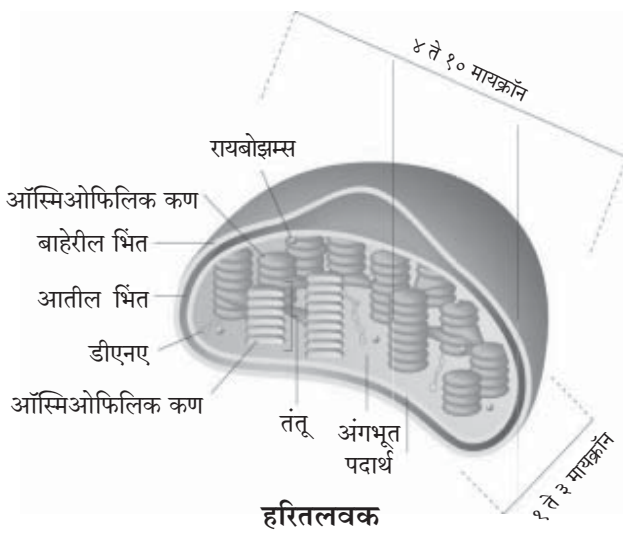 ४ ते १० मायक्रॉन
रायबोझम्स
ऑस्मिओफिलिक कण
बाहेरील भिंत
आतील भिंत
डीएनए
ऑस्मिओफिलिक कण
तंतू
अंगभूत
पदार्थ
१ ते ३ मायक्रॉन
हरितलवक